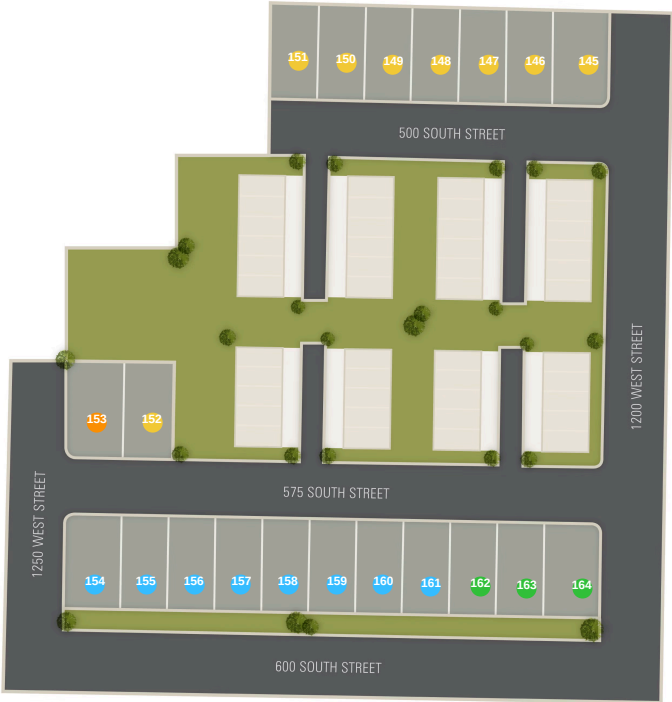 151 150 149 148 147 146 145
500 SOUTH STREET
1200 WEST STREET
153 152
1250 WEST STREET
575 SOUTH STREET
154 155 156 157 158 159 160 161 162 163 164
600 SOUTH STREET